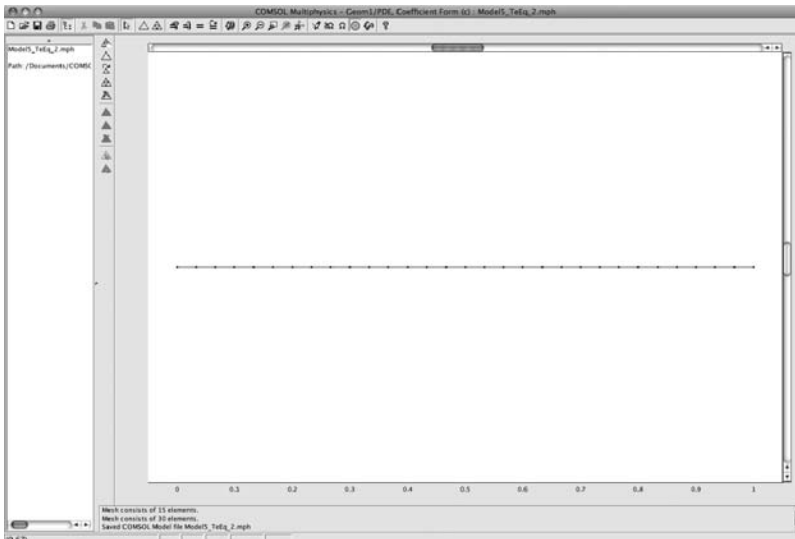 COMSOL Multiphysics - Geom1/PDE, Coefficient Form (c) : Model5_TeEq_2.mph
Model5_TeEq_2.mph
Path: /Documents/COMSC
0 0.1 0.2 0.3 0.4 0.5 0.6 0.7 0.8 0.9 1
Mesh consists of 15 elements.
Mesh consists of 30 elements.
Saved COMSOL Model file Model5_TeEq_2.mph